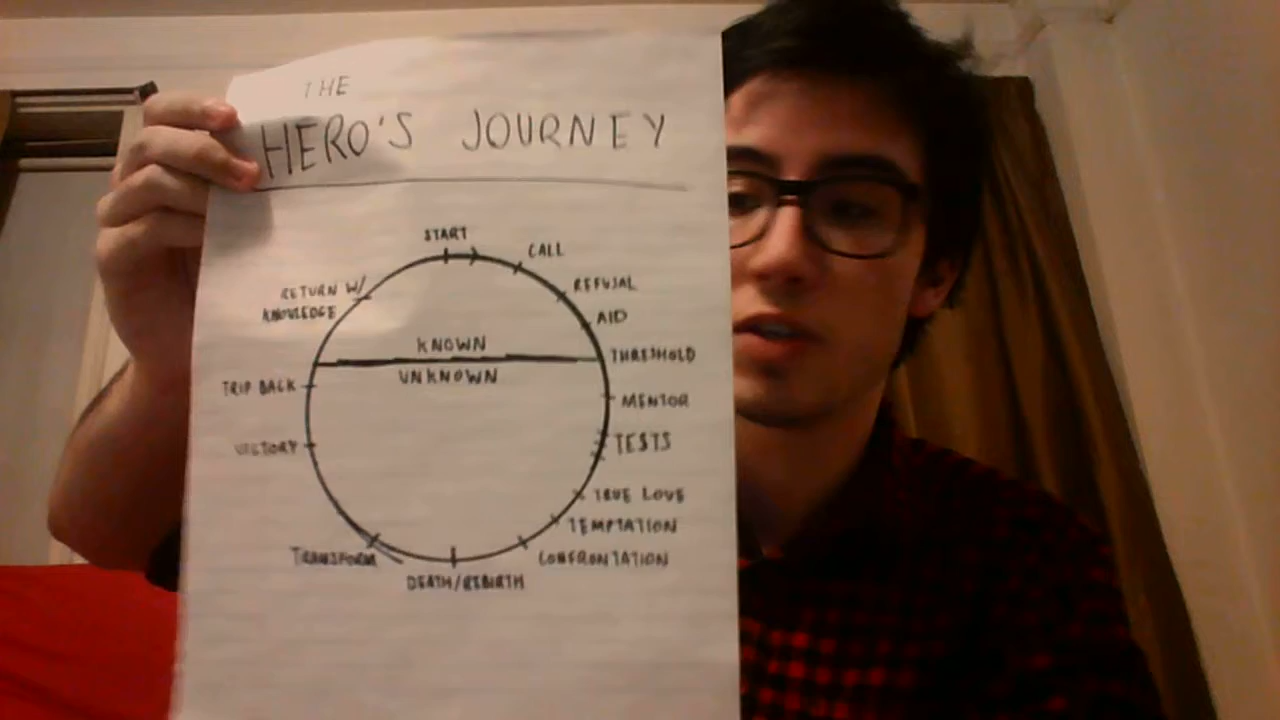 THE
HERO'S JOURNEY
START
CALL
REFUSAL
AID
THRESHOLD
MENTOR
TESTS
TRUE LOVE
TEMPTATION
CONFRONTATION
DEATH/REBIRTH
TRANSFORM
VICTORY
TRIP BACK
RETURN W/
KNOWLEDGE
KNOWN
UNKNOWN